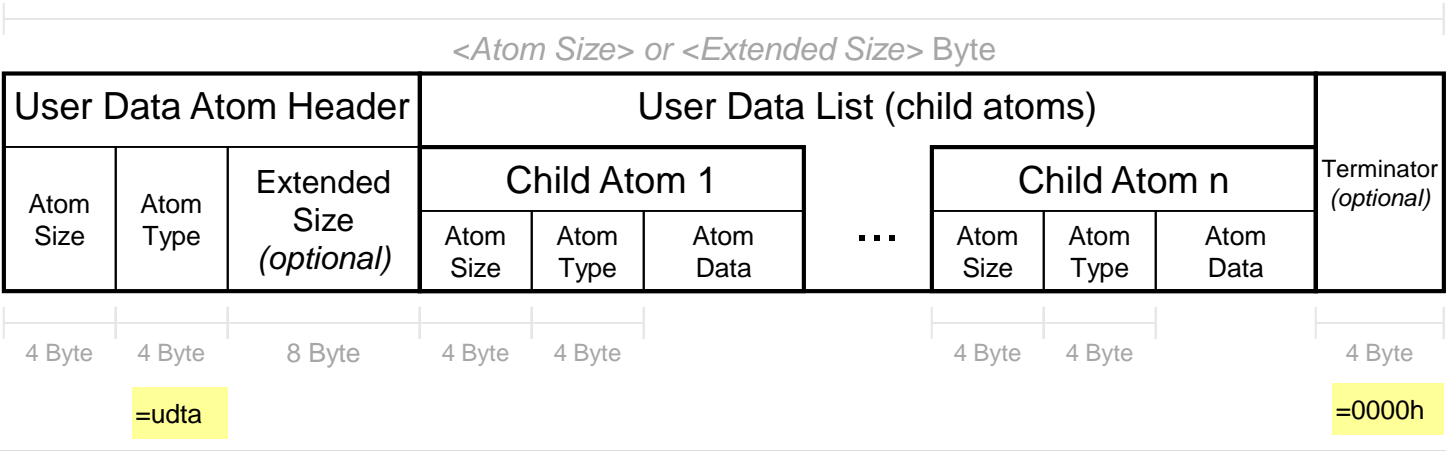 <Atom Size> or <Extended Size> Byte
User Data Atom Header
User Data List (child atoms)
Terminator
(optional)
Atom
Size
Atom
Type
Extended
Size
(optional)
Child Atom 1
Atom
Size
Atom
Type
Atom
Data
...
Child Atom n
Atom
Size
Atom
Type
Atom
Data
4 Byte
4 Byte
8 Byte
4 Byte
4 Byte
4 Byte
4 Byte
4 Byte
=udta
=0000h